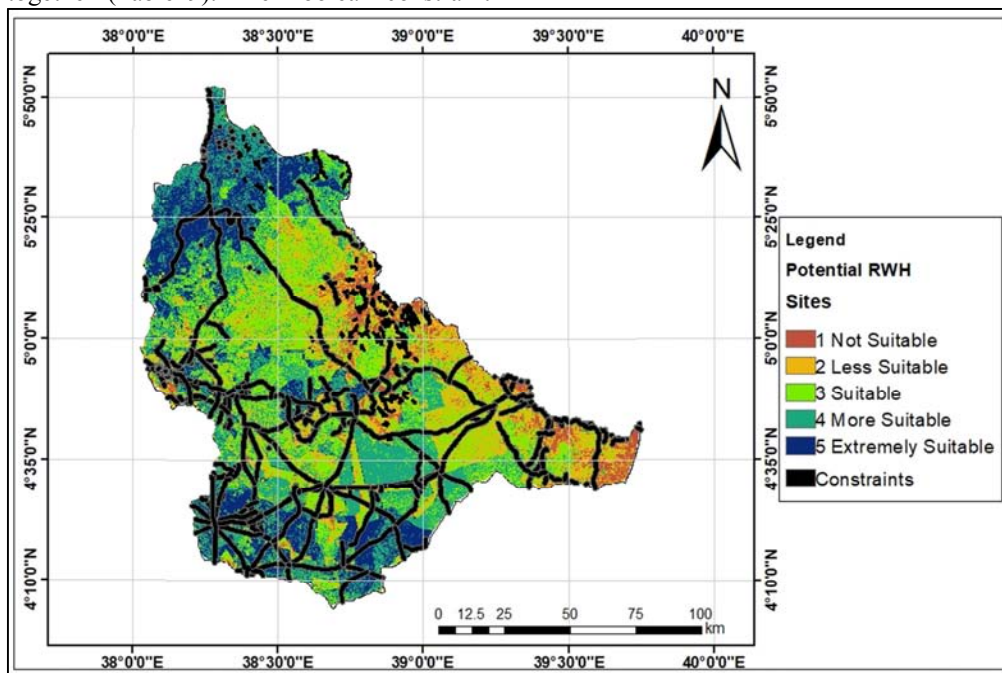 38°0'0"E 38°30'0"E 39°0'0"E 39°30'0"E 40°0'0"E
N
5°50'0"N 5°50'0"N
5°25'0"N 5°25'0"N
5°0'0"N 5°0'0"N
4°35'0"N 4°35'0"N
4°10'0"N 4°10'0"N
Legend
Potential RWH
Sites
1 Not Suitable
2 Less Suitable
3 Suitable
4 More Suitable
5 Extremely Suitable
Constraints
0 12.5 25 50 75 100
km
38°0'0"E 38°30'0"E 39°0'0"E 39°30'0"E 40°0'0"E